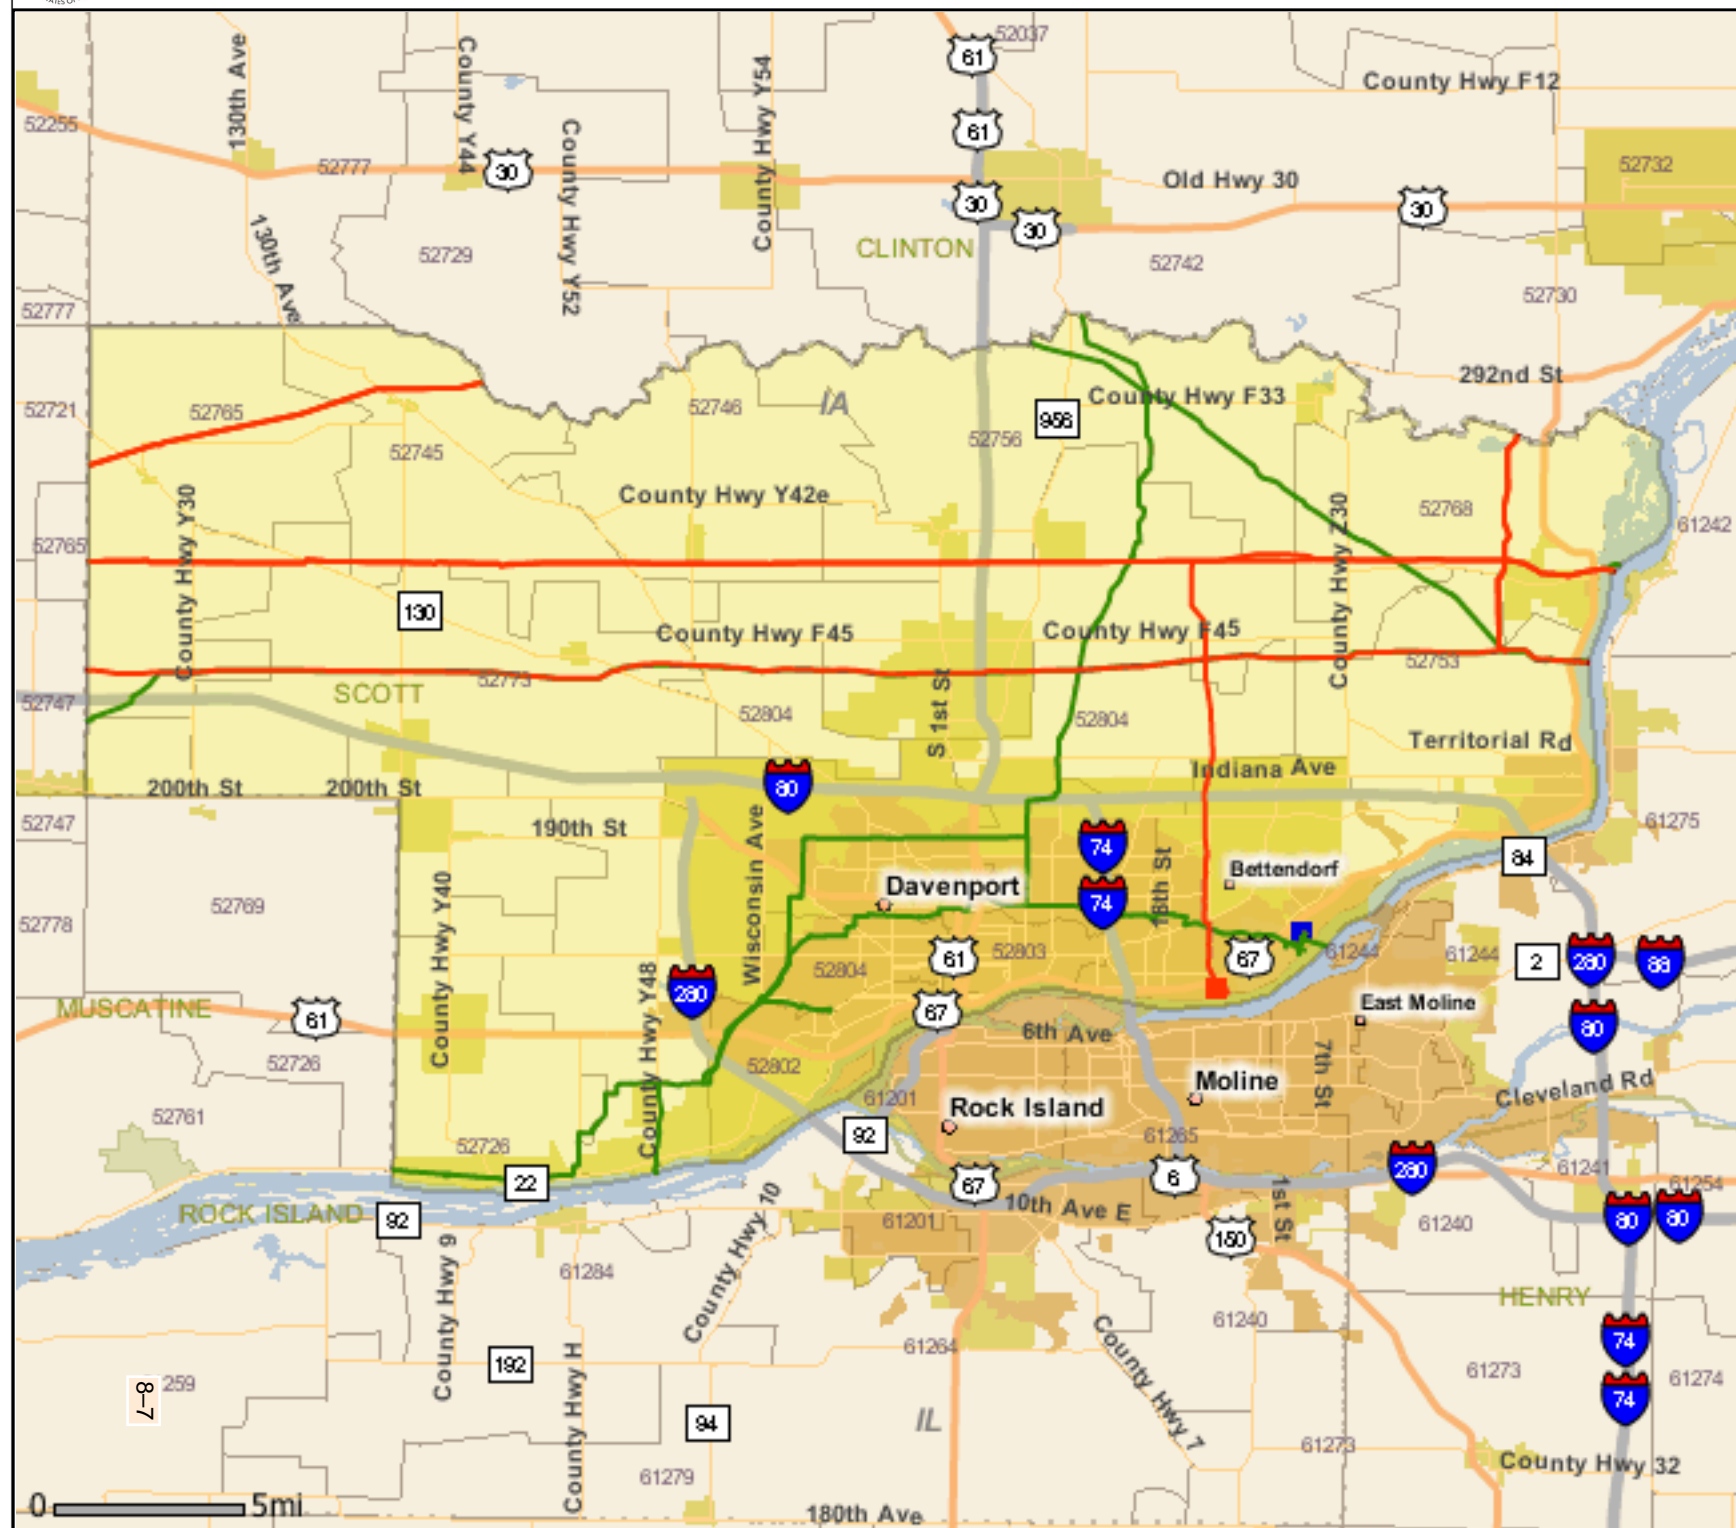 61
52037
County Hwy F12
130th Ave
County Y44
County Hwy Y54
61
52255
52777
30
County Hwy Y52
52732
Old Hwy 30
30
30
30
130th Ave
CLINTON
52729
52742
52730
52777
292nd St
52721
52765
52746
IA
956
County Hwy F33
52745
52756
County Hwy Y42e
County Hwy Y30
County Hwy Z30
52768
61242
52765
130
County Hwy F45
County Hwy F45
52753
52773
52747
SCOTT
52804
S 1st St
52804
Territorial Rd
200th St
200th St
80
Indiana Ave
52747
190th St
Wisconsin Ave
74
18th St
Bettendorf
84
61275
52769
County Hwy Y40
Davenport
74
52778
52804
61
52803
67
61244
61244
2
280
88
280
County Hwy Y48
MUSCATINE
61
67
6th Ave
East Moline
80
52726
52802
7th St
Moline
Cleveland Rd
52761
61201
Rock Island
52726
92
61265
280
61241
22
67
6
61254
ROCK ISLAND
92
County Hwy 10
61201
10th Ave E
150
1st St
61240
80
80
County Hwy 9
61284
HENRY
61264
61240
County Hwy 7
74
192
County Hwy H
61273
61274
259
8-7
94
IL
74
61273
61279
County Hwy 32
0
5mi
180th Ave